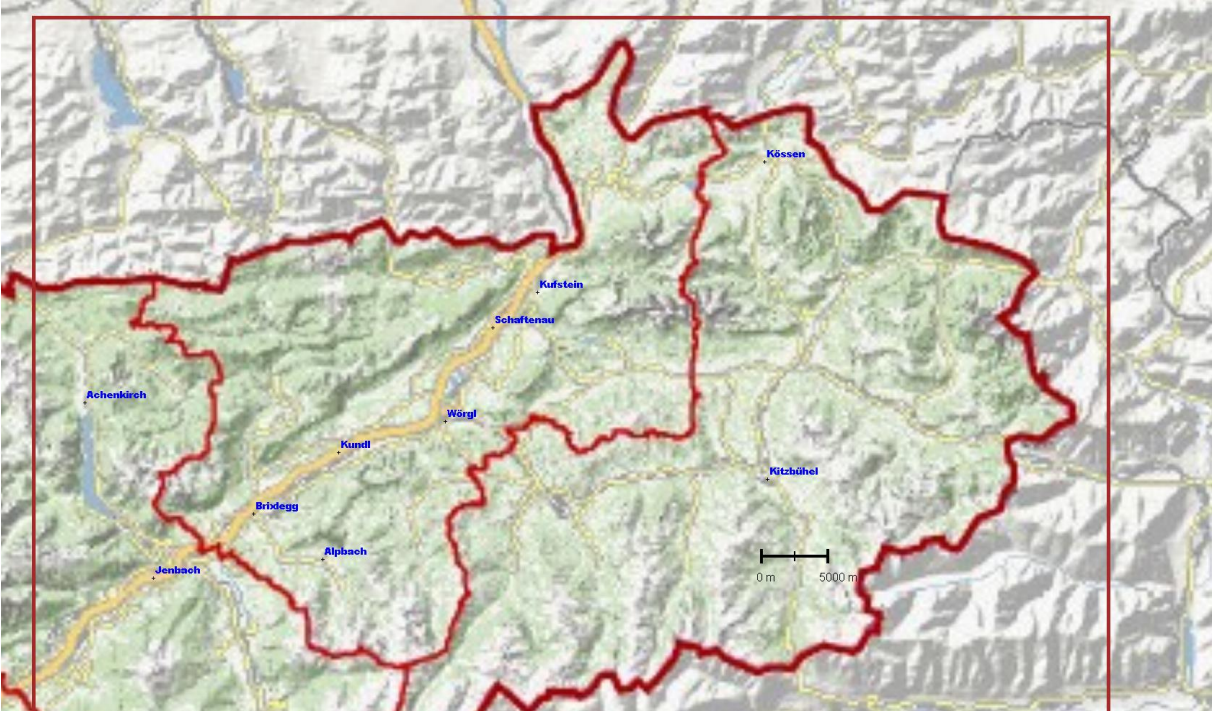 Kössen
Kufstein
Schaftenau
Achenkirch
Wörgl
Kundl
Kitzbühel
Brixlegg
Alpbach
Jenbach
0 m 5000 m